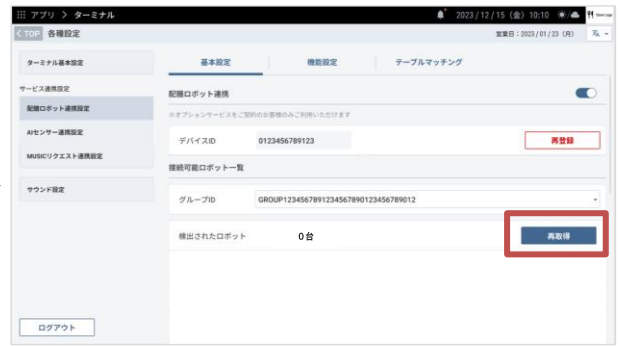 アプリ > ターミナル
2023/12/15 (金) 10:10
< TOP 各種設定
営業日:2023/01/23 (月)
ターミナル基本設定
基本設定 機能設定 テーブルマッチング
サービス連携設定
配膳ロボット連携
配膳ロボット連携設定
※オプションサービスをご契約のお客様のみご利用いただけます
AIセンサー連携設定
デバイスID 0123456789123 再登録
MUSICリクエスト連携設定
接続可能ロボット一覧
サウンド設定
グループID GROUP12345678912345678901234567890​12
検出されたロボット 0台 再取得
ログアウト